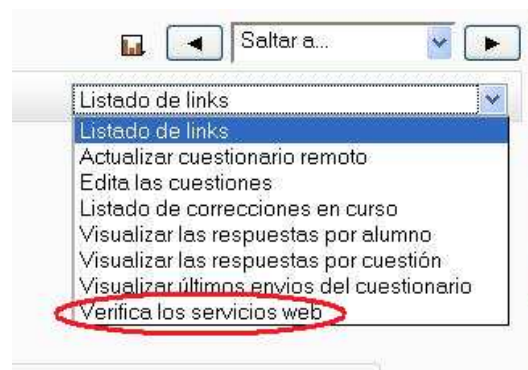 Saltar a...
Listado de links
Listado de links
Actualizar cuestionario remoto
Edita las cuestiones
Listado de correcciones en curso
Visualizar las respuestas por alumno
Visualizar las respuestas por cuestión
Visualizar últimos envios del cuestionario
Verifica los servicios web